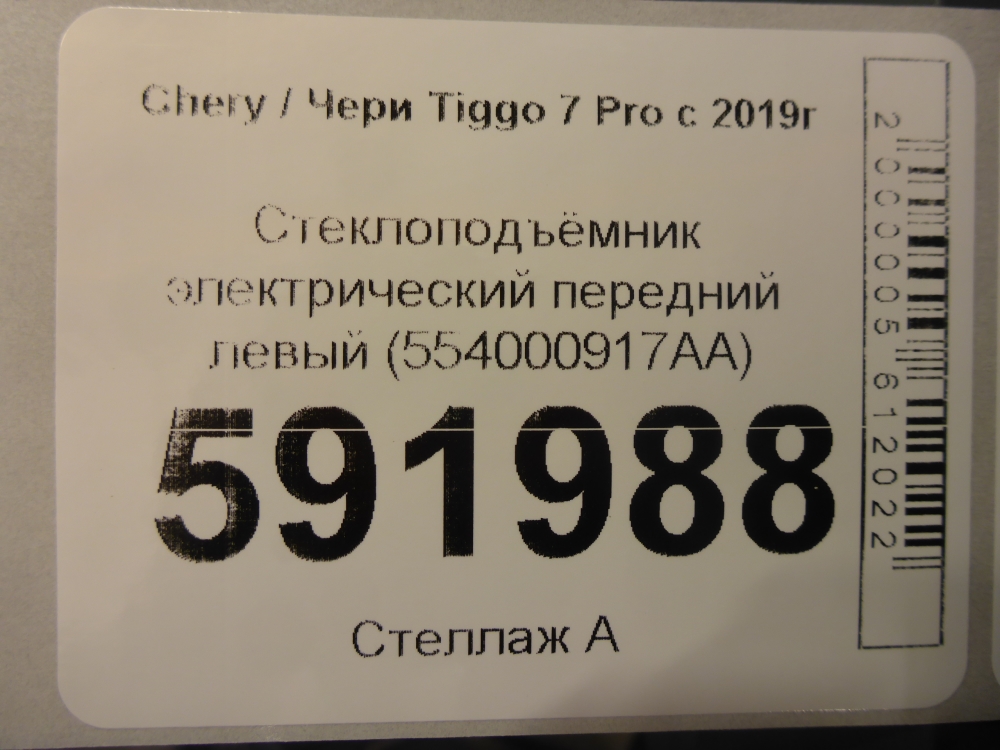 Chery / Чери Tiggo 7 Pro с 2019г
Стеклоподъёмник
электрический передний
левый (554000917AA)
591988
Стеллаж А
2000005612022